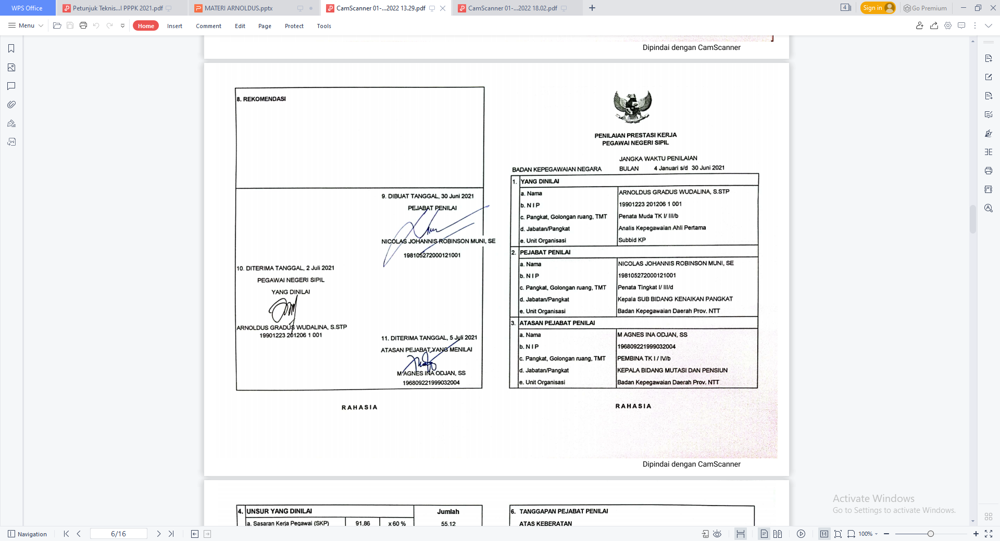 WPS Office
Petunjuk Teknis...l PPPK 2021.pdf
MATERI ARNOLDUS.pptx
CamScanner 01-...2022 13.29.pdf
CamScanner 01-...2022 18.02.pdf
4
Sign in
Go Premium
Menu
Home
Insert
Comment
Edit
Page
Protect
Tools
Dipindai dengan CamScanner
8. REKOMENDASI
9. DIBUAT TANGGAL, 30 Juni 2021
PEJABAT PENILAI
NICOLAS JOHANNIS ROBINSON MUNI, SE
198105272000121001
10. DITERIMA TANGGAL, 2 Juli 2021
PEGAWAI NEGERI SIPIL
YANG DINILAI
ARNOLDUS GRADUS WUDALINA, S.STP
19901223 201206 1 001
11. DITERIMA TANGGAL, 5 Juli 2021
ATASAN PEJABAT YANG MENILAI
M AGNES INA ODJAN, SS
196809221999032004
RAHASIA
PENILAIAN PRESTASI KERJA
PEGAWAI NEGERI SIPIL
JANGKA WAKTU PENILAIAN
BADAN KEPEGAWAIAN NEGARA BULAN 4 Januari s/d 30 Juni 2021
1. YANG DINILAI
a. Nama ARNOLDUS GRADUS WUDALINA, S.STP
b. N I P 19901223 201206 1 001
c. Pangkat, Golongan ruang, TMT Penata Muda TK I/ III/b
d. Jabatan/Pangkat Analis Kepegawaian Ahli Pertama
e. Unit Organisasi Subbid KP
2. PEJABAT PENILAI
a. Nama NICOLAS JOHANNIS ROBINSON MUNI, SE
b. N I P 198105272000121001
c. Pangkat, Golongan ruang, TMT Penata Tingkat I/ III/d
d. Jabatan/Pangkat Kepala SUB BIDANG KENAIKAN PANGKAT
e. Unit Organisasi Badan Kepegawaian Daerah Prov. NTT
3. ATASAN PEJABAT PENILAI
a. Nama M AGNES INA ODJAN, SS
b. N I P 196809221999032004
c. Pangkat, Golongan ruang, TMT PEMBINA TK I / IV/b
d. Jabatan/Pangkat KEPALA BIDANG MUTASI DAN PENSIUN
e. Unit Organisasi Badan Kepegawaian Daerah Prov. NTT
RAHASIA
Dipindai dengan CamScanner
4. UNSUR YANG DINILAI Jumlah
a. Sasaran Kerja Pegawai (SKP) 91,86 x 60 % 55,12
6. TANGGAPAN PEJABAT PENILAI
ATAS KEBERATAN
Activate Windows
Go to Settings to activate Windows.
Navigation
6/16
1:1
100%